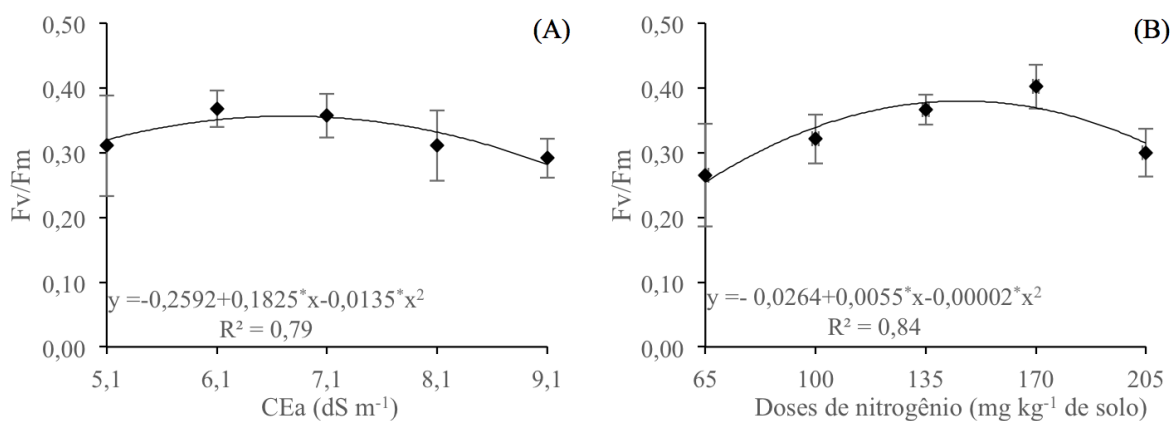 (A)
0,50
0,40
0,30
0,20
0,10
0,00
Fv/Fm
y =-0,2592+0,1825*x-0,0135*x²
R² = 0,79
5,1 6,1 7,1 8,1 9,1
CEa (dS m⁻¹)
(B)
0,50
0,40
0,30
0,20
0,10
0,00
Fv/Fm
y =- 0,0264+0,0055*x-0,00002*x²
R² = 0,84
65 100 135 170 205
Doses de nitrogênio (mg kg⁻¹ de solo)